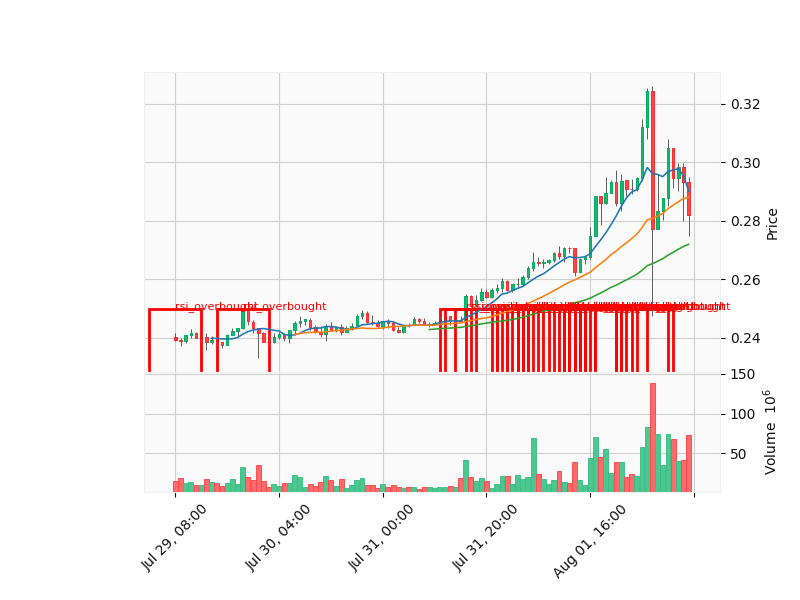 0.32
0.30
0.28
0.26
0.24
Price
rsi_overbought
rsi_overbought
150
100
50
Volume 10^6
Jul 29, 08:00
Jul 30, 04:00
Jul 31, 00:00
Jul 31, 20:00
Aug 01, 16:00